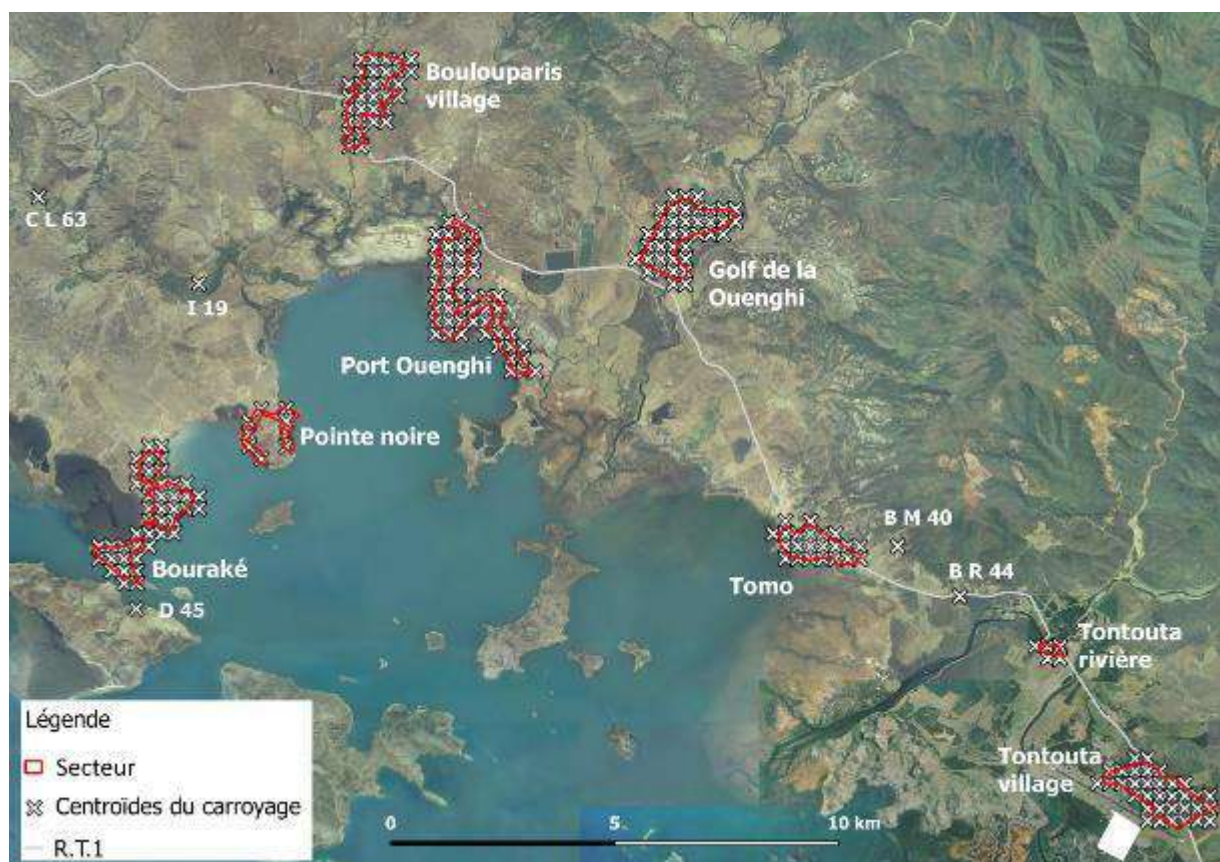 Boulouparis
village
C L 63
I 19
Golf de la
Ouenghi
Port Ouenghi
Pointe noire
B M 40
Bouraké
Tomo
B R 44
D 45
Tontouta
rivière
Tontouta
village
Légende
Secteur
Centroïdes du carroyage
R.T.1
0
5
10 km